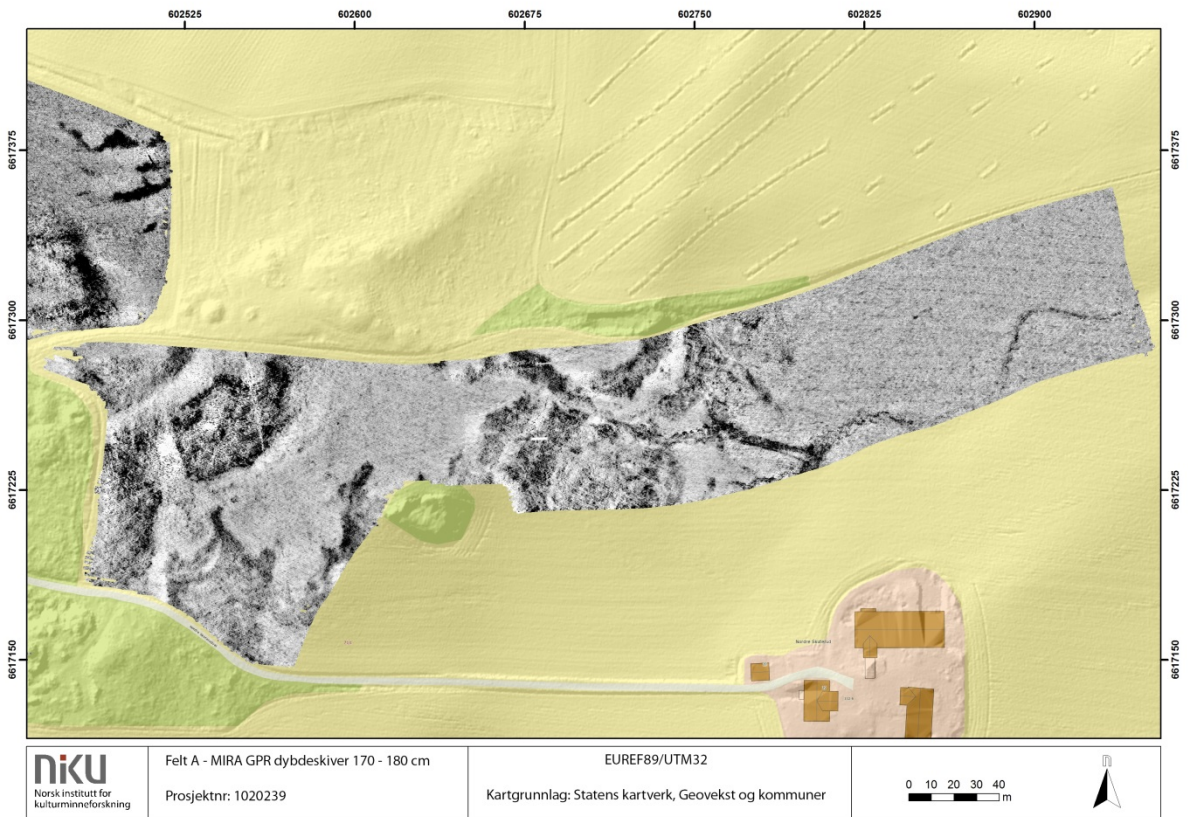 602525 602600 602675 602750 602825 602900
6617375 6617375
6617300 6617300
6617225 6617225
6617150 6617150
NIKU
Norsk institutt for
kulturminneforskning
Felt A - MIRA GPR dybdeskiver 170 - 180 cm
Prosjektnr: 1020239
EUREF89/UTM32
Kartgrunnlag: Statens kartverk, Geovekst og kommuner
0 10 20 30 40
m
n